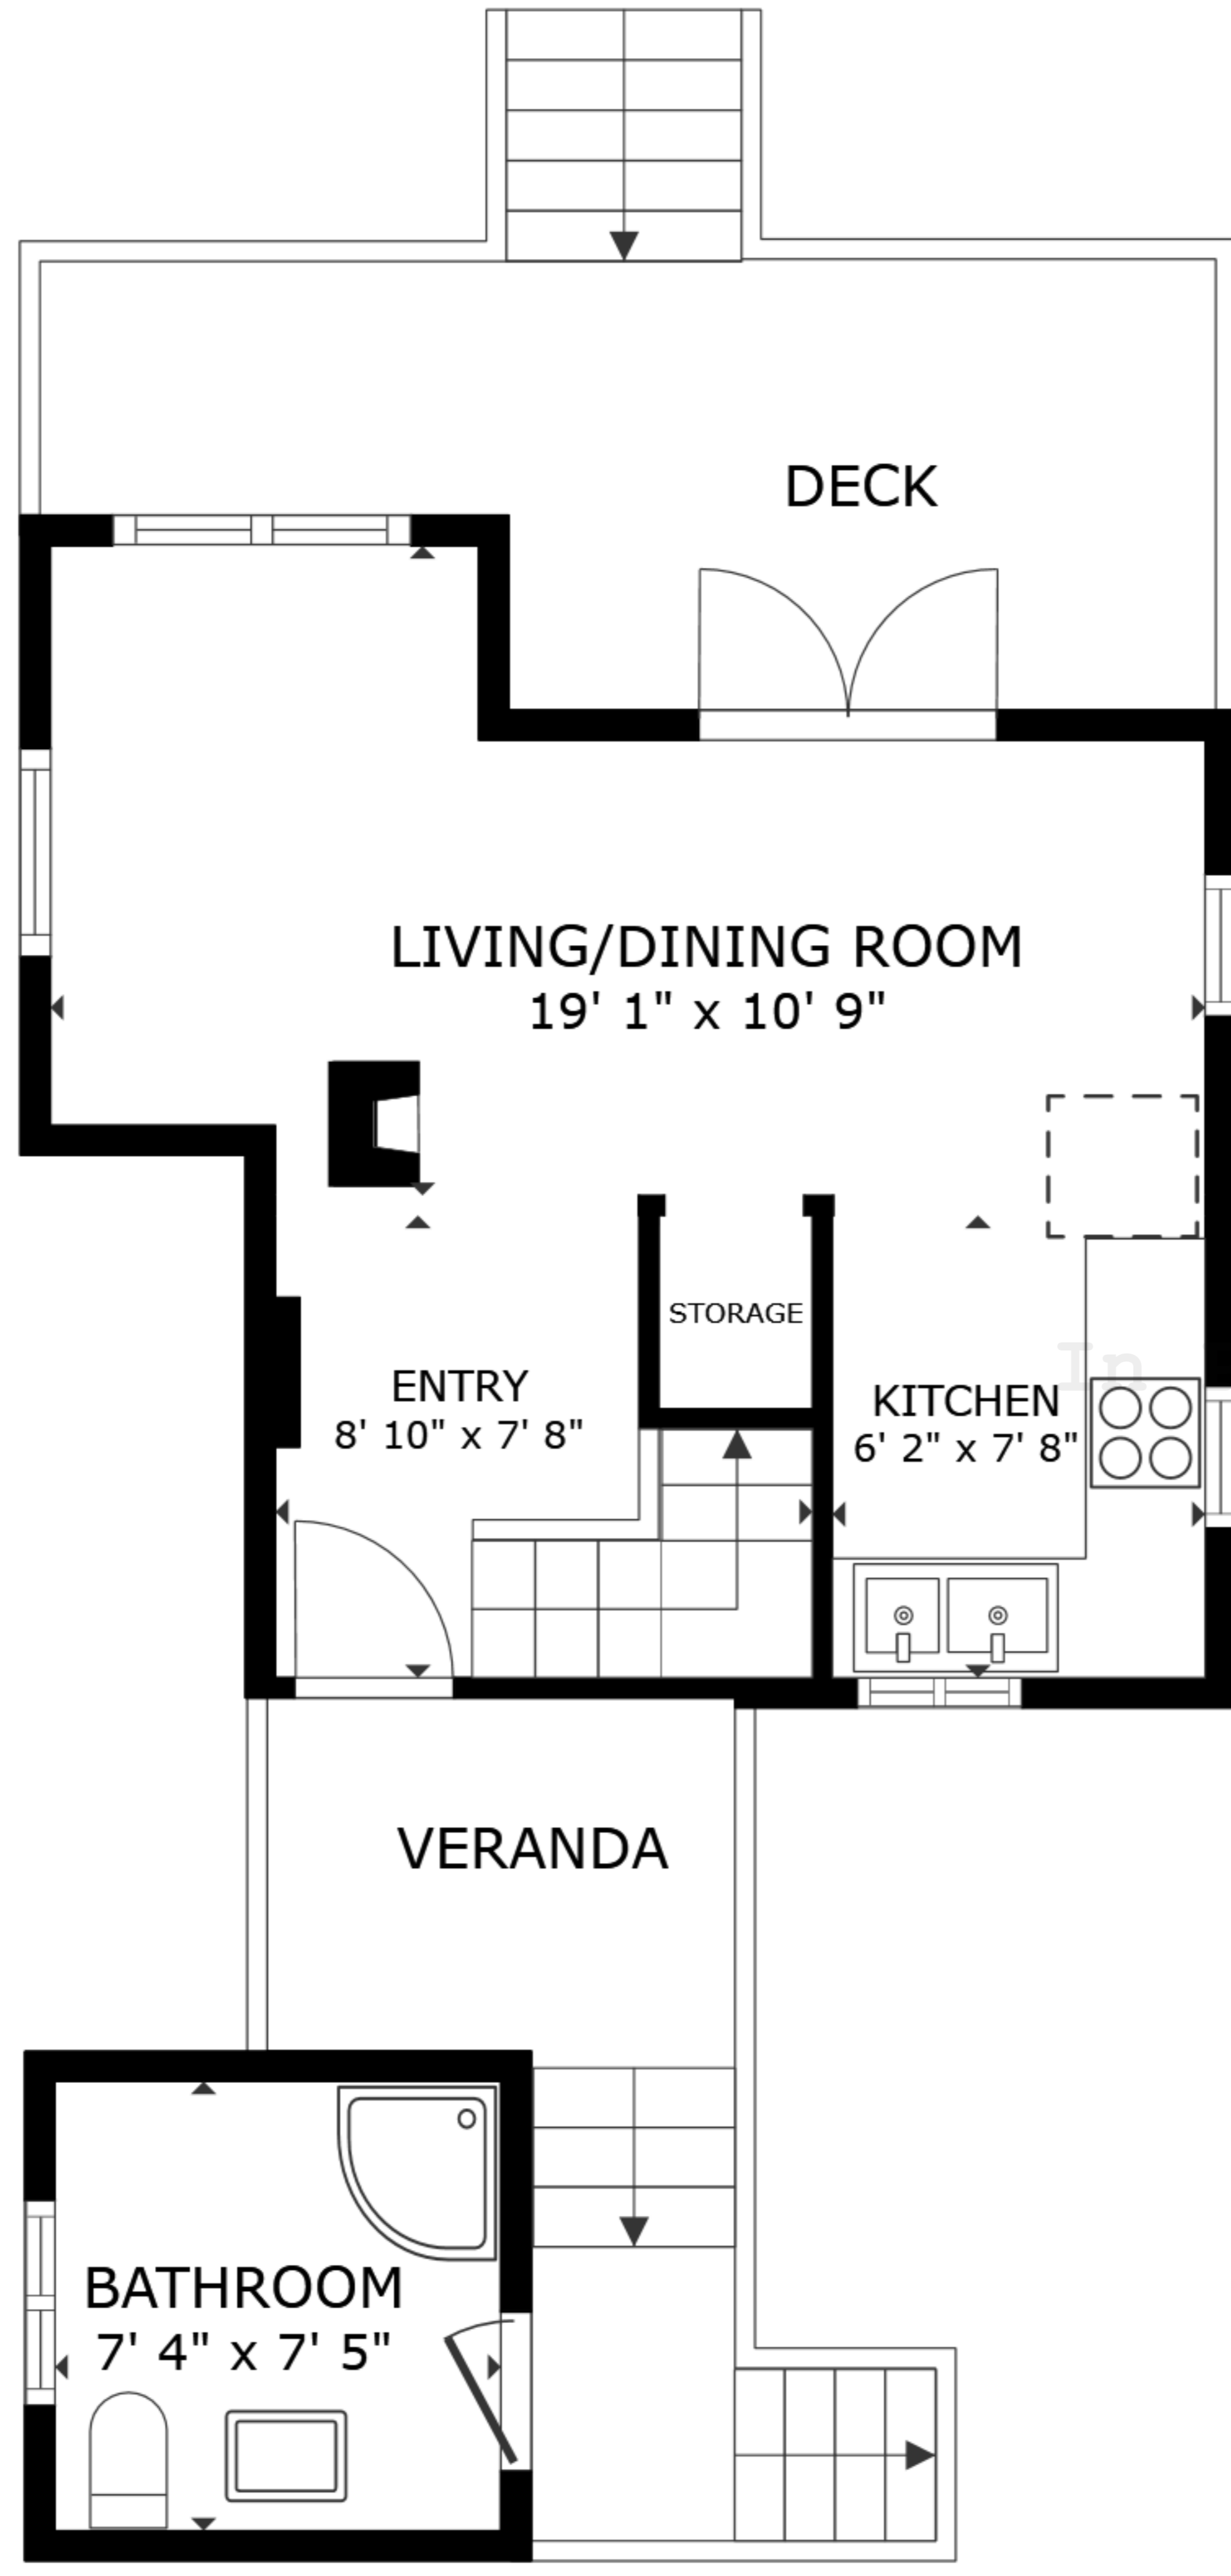 DECK
LIVING/DINING ROOM
19' 1" x 10' 9"
STORAGE
ENTRY
8' 10" x 7' 8"
In
KITCHEN
6' 2" x 7' 8"
VERANDA
BATHROOM
7' 4" x 7' 5"